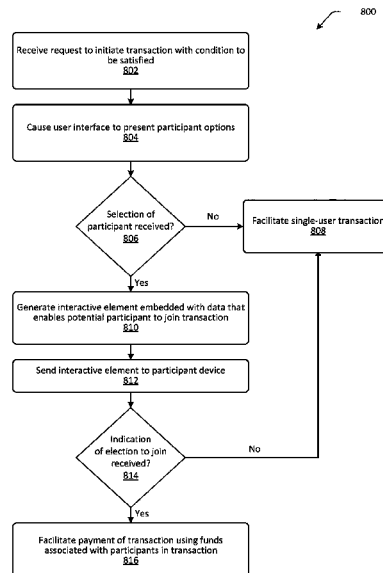 800
Receive request to initiate transaction with condition to
be satisfied
802
Cause user interface to present participant options
804
Selection of
participant received?
806
No
Facilitate single-user transaction
808
Yes
Generate interactive element embedded with data that
enables potential participant to join transaction
810
Send interactive element to participant device
812
Indication
of election to join
received?
814
No
Yes
Facilitate payment of transaction using funds
associated with participants in transaction
816